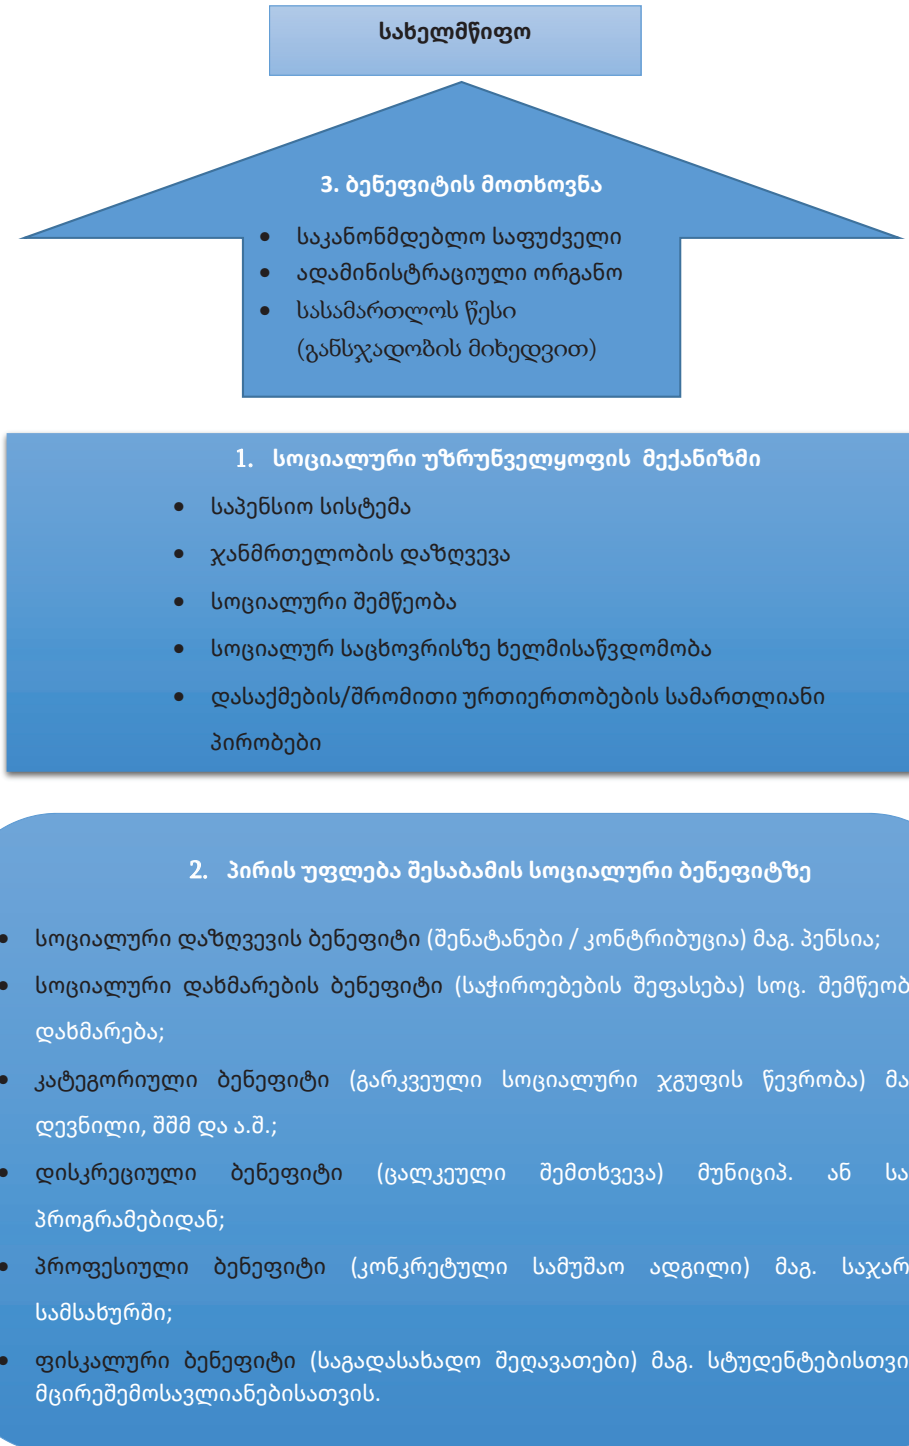 სახელმწიფო
3. ბენეფიტის მოთხოვნა
• საკანონმდებლო საფუძველი
• ადამინისტრაციული ორგანო
• სასამართლოს წესი
(განსჯადობის მიხედვით)
1. სოციალური უზრუნველყოფის მექანიზმი
• საპენსიო სისტემა
• ჯანმრთელობის დაზღვევა
• სოციალური შემწეობა
• სოციალურ საცხოვრისზე ხელმისაწვდომობა
• დასაქმების/შრომითი ურთიერთობების სამართლიანი
პირობები
2. პირის უფლება შესაბამის სოციალური ბენეფიტზე
• სოციალური დაზღვევის ბენეფიტი (შენატანები / კონტრიბუცია) მაგ. პენსია;
• სოციალური დახმარების ბენეფიტი (საჭიროებების შეფასება) სოც. შემწეობ
დახმარება;
• კატეგორიული ბენეფიტი (გარკვეული სოციალური ჯგუფის წევრობა) მა
დევნილი, შშმ და ა.შ.;
• დისკრეციული ბენეფიტი (ცალკეული შემთხვევა) მუნიციპ. ან სა
პროგრამებიდან;
• პროფესიული ბენეფიტი (კონკრეტული სამუშაო ადგილი) მაგ. საჯარ
სამსახურში;
• ფისკალური ბენეფიტი (საგადასახადო შეღავათები) მაგ. სტუდენტებისთვი
მცირეშემოსავლიანებისათვის.